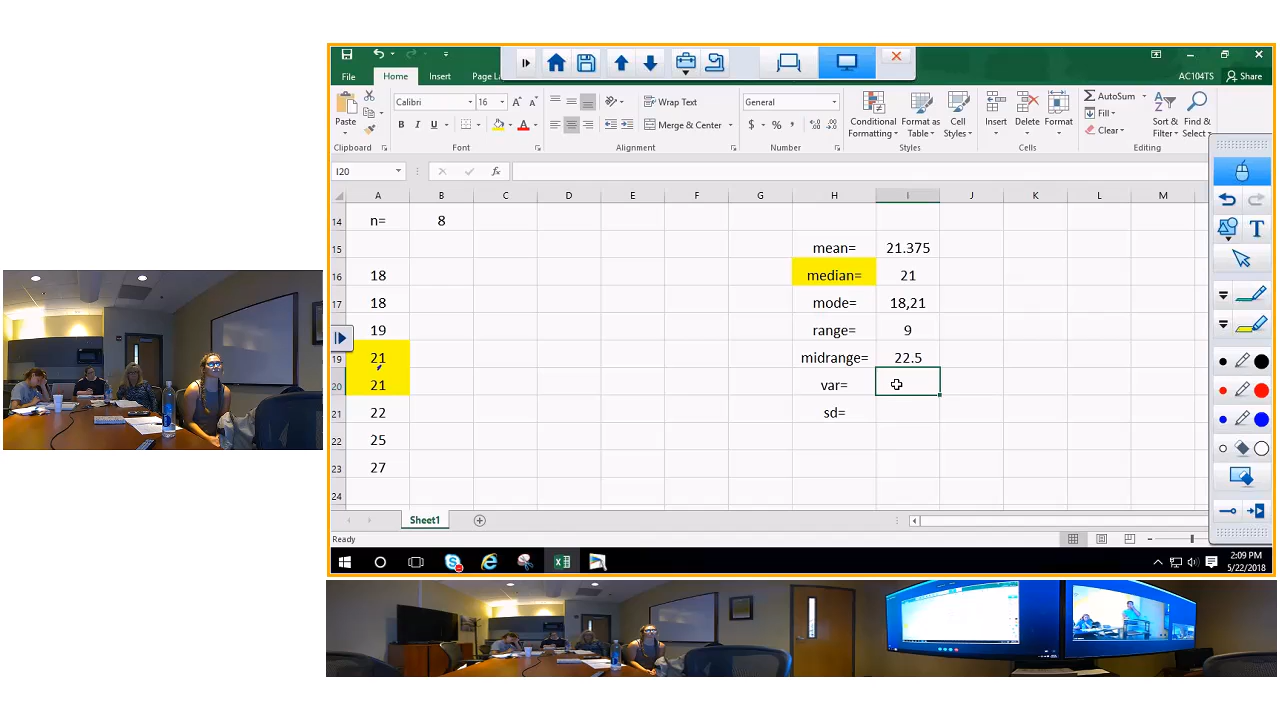 File Home Insert Page La
AC104TS Share
Paste
Calibri 16 A A
B I U A
Wrap Text
Merge & Center
General
$ % ,
Conditional Formatting
Format as Table
Cell Styles
Insert Delete Format
AutoSum
Fill
Clear
Sort & Filter
Find & Select
Clipboard Font Alignment Number Styles Cells Editing
I20 fx
A B C D E F G H I J K L M
14 n= 8
15 mean= 21.375
16 18 median= 21
17 18 mode= 18,21
19 range= 9
19 21 midrange= 22.5
20 21 var=
21 22 sd=
22 25
23 27
24
Sheet1
Ready
2:09 PM
5/22/2018
T